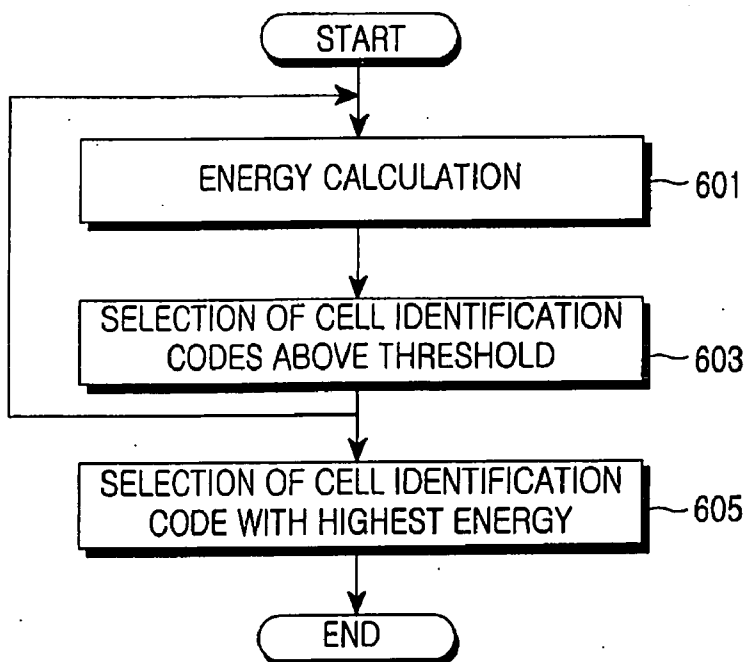 START
ENERGY CALCULATION
601
SELECTION OF CELL IDENTIFICATION
CODES ABOVE THRESHOLD
603
SELECTION OF CELL IDENTIFICATION
CODE WITH HIGHEST ENERGY
605
END